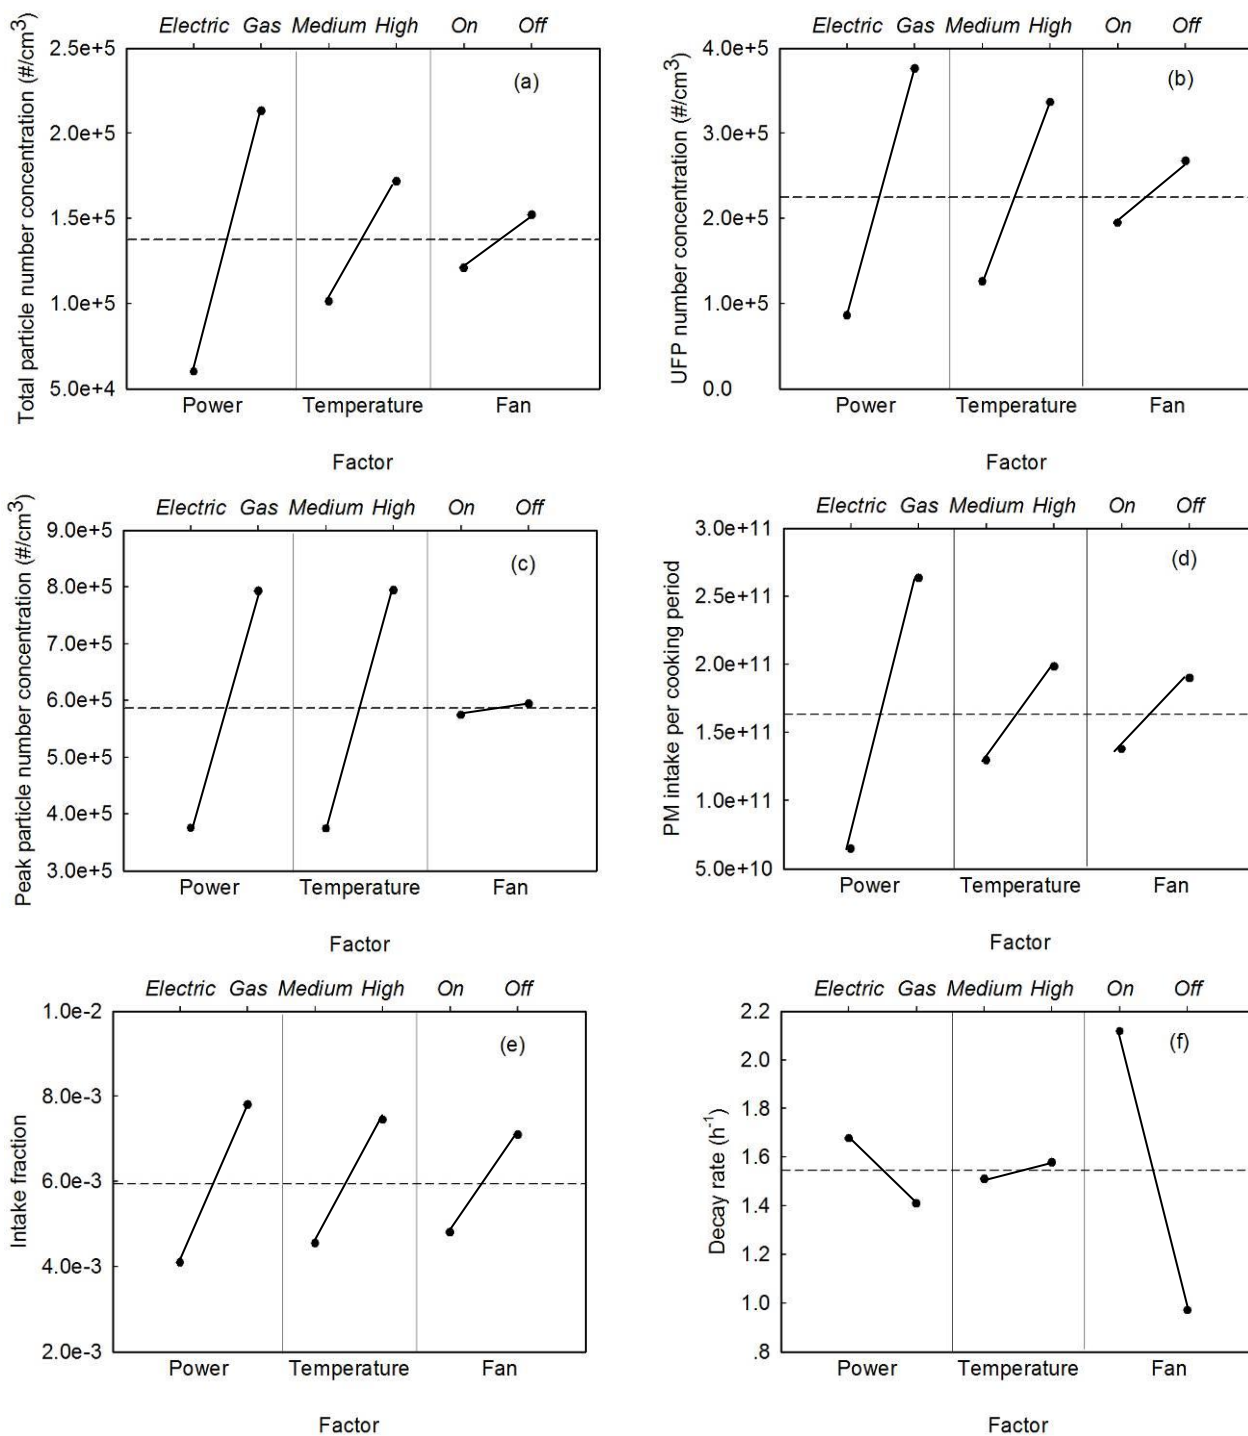 Electric Gas Medium High On Off
Total particle number concentration (#/cm3)
2.5e+5
2.0e+5
1.5e+5
1.0e+5
5.0e+4
(a)
Power Temperature Fan
Factor
Electric Gas Medium High On Off
UFP number concentration (#/cm3)
4.0e+5
3.0e+5
2.0e+5
1.0e+5
0.0
(b)
Power Temperature Fan
Factor
Electric Gas Medium High On Off
Peak particle number concentration (#/cm3)
9.0e+5
8.0e+5
7.0e+5
6.0e+5
5.0e+5
4.0e+5
3.0e+5
(c)
Power Temperature Fan
Factor
Electric Gas Medium High On Off
PM intake per cooking period
3.0e+11
2.5e+11
2.0e+11
1.5e+11
1.0e+11
5.0e+10
(d)
Power Temperature Fan
Factor
Electric Gas Medium High On Off
Intake fraction
1.0e-2
8.0e-3
6.0e-3
4.0e-3
2.0e-3
(e)
Power Temperature Fan
Factor
Electric Gas Medium High On Off
Decay rate (h-1)
2.2
2.0
1.8
1.6
1.4
1.2
1.0
.8
(f)
Power Temperature Fan
Factor